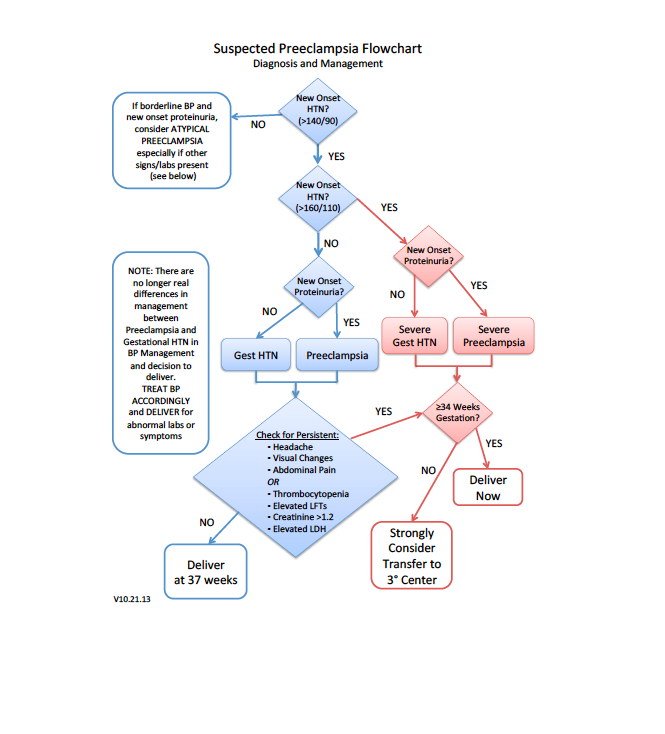 Suspected Preeclampsia Flowchart
Diagnosis and Management
New Onset
HTN?
(>140/90)
If borderline BP and
new onset proteinuria,
consider ATYPICAL
PREECLAMPSIA
especially if other
signs/labs present
(see below)
NO
YES
New Onset
HTN?
(>160/110)
YES
NO
New Onset
Proteinuria?
New Onset
Proteinuria?
NOTE: There are
no longer real
differences in
management
between
Preeclampsia and
Gestational HTN in
BP Management
and decision to
deliver.
TREAT BP
ACCORDINGLY
and DELIVER for
abnormal labs or
symptoms
NO
YES
NO
YES
Gest HTN
Preeclampsia
Severe
Gest HTN
Severe
Preeclampsia
Check for Persistent:
• Headache
• Visual Changes
• Abdominal Pain
OR
• Thrombocytopenia
• Elevated LFTs
• Creatinine >1.2
• Elevated LDH
YES
≥34 Weeks
Gestation?
YES
NO
Deliver
Now
NO
Deliver
at 37 weeks
Strongly
Consider
Transfer to
3° Center
V10.21.13